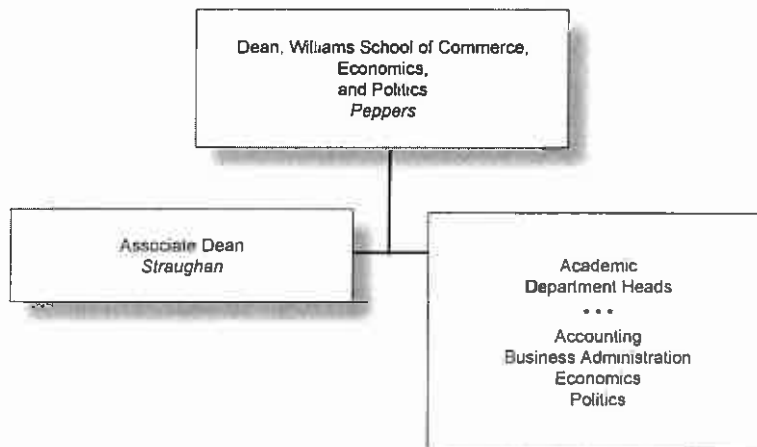 Dean, Williams School of Commerce,
Economics,
and Politics
Peppers
Associate Dean
Straughan
Academic
Department Heads
• • •
Accounting
Business Administration
Economics
Politics